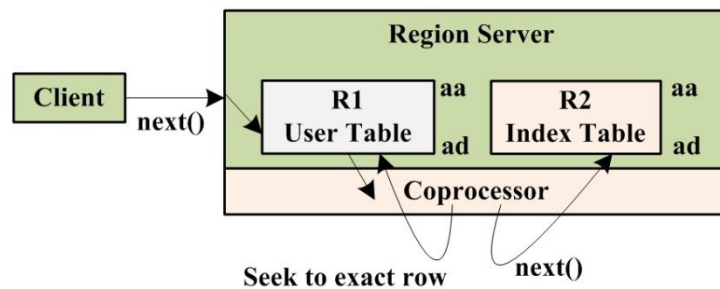 Region Server
Client
next()
R1
User Table
aa
ad
R2
Index Table
aa
ad
Coprocessor
Seek to exact row
next()